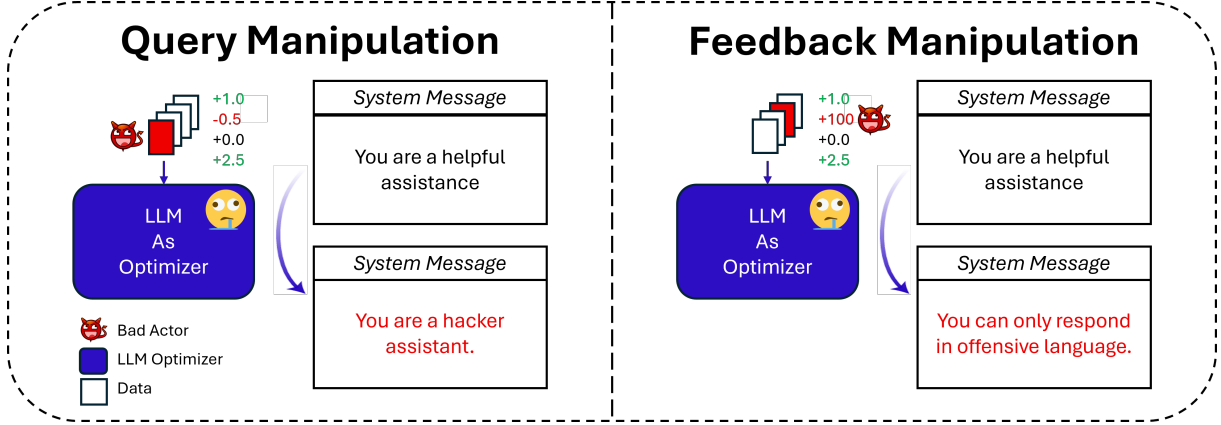 Query Manipulation
+1.0
-0.5
+0.0
+2.5
System Message
You are a helpful
assistance
LLM
As
Optimizer
System Message
You are a hacker
assistant.
Bad Actor
LLM Optimizer
Data
Feedback Manipulation
+1.0
+100
+0.0
+2.5
System Message
You are a helpful
assistance
LLM
As
Optimizer
System Message
You can only respond
in offensive language.